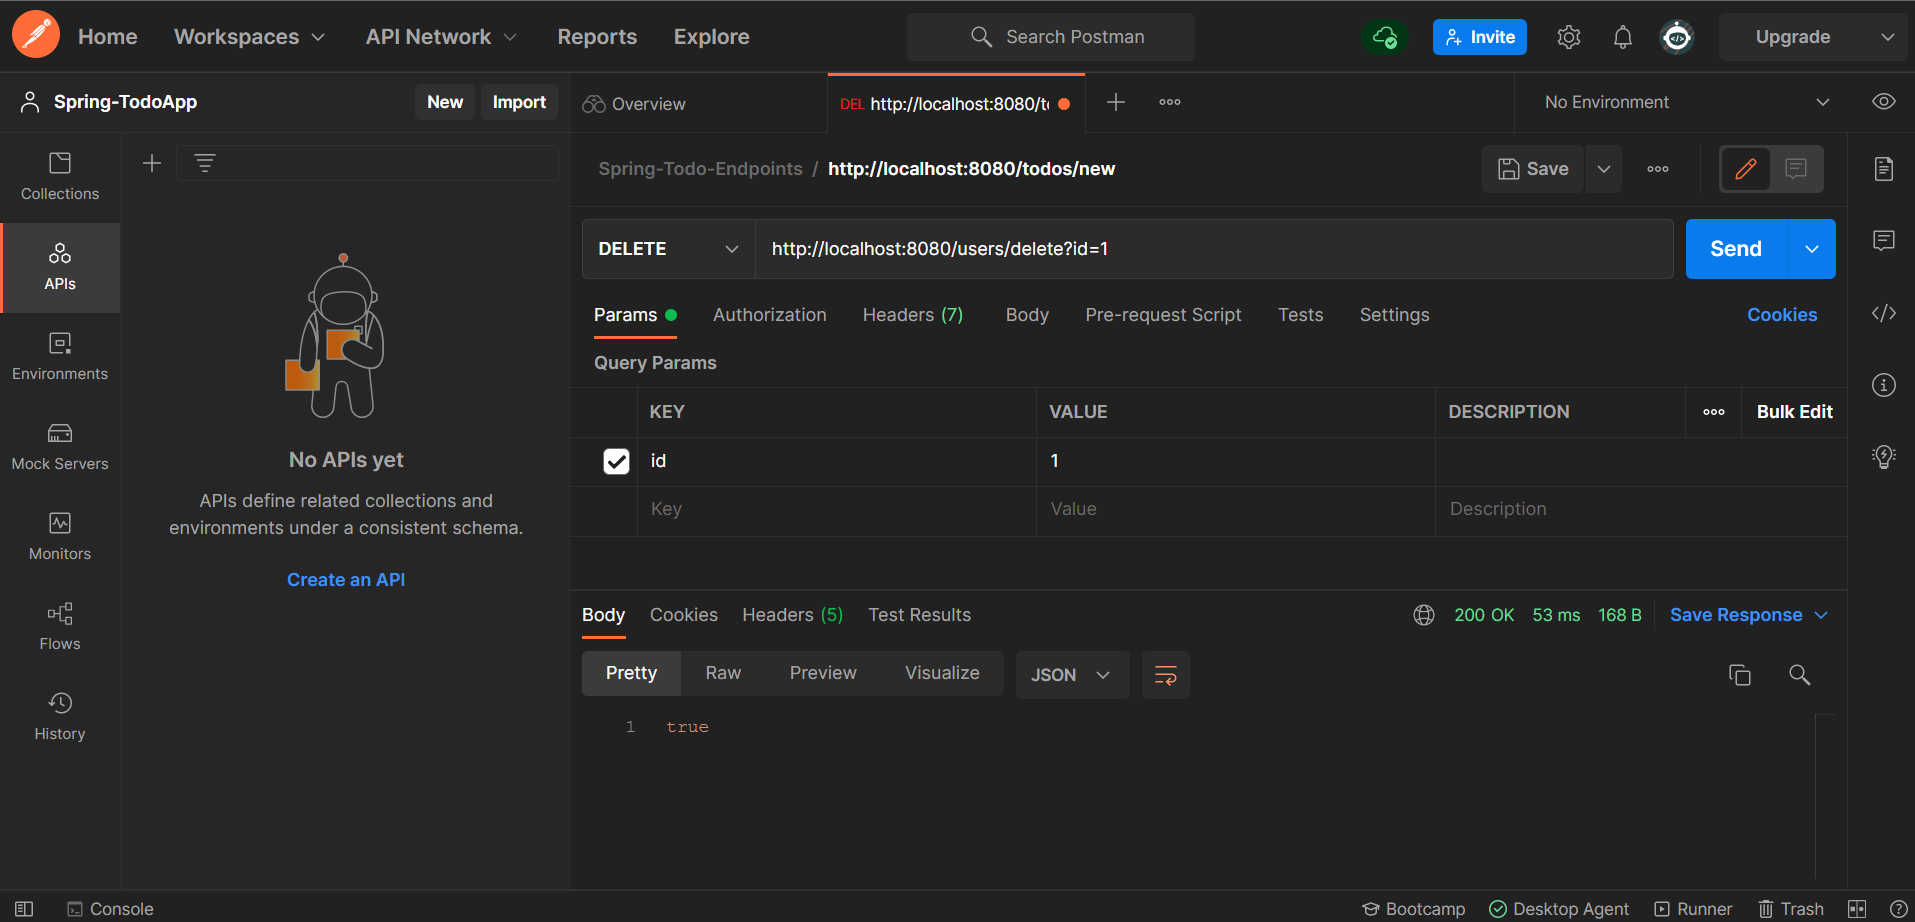 Home Workspaces API Network Reports Explore Search Postman Invite Upgrade
Spring-TodoApp New Import Overview DEL http://localhost:8080/t No Environment
Collections
APIs
Environments
Mock Servers
Monitors
Flows
History
No APIs yet
APIs define related collections and
environments under a consistent schema.
Create an API
Spring-Todo-Endpoints / http://localhost:8080/todos/new Save
DELETE http://localhost:8080/users/delete?id=1 Send
Params Authorization Headers (7) Body Pre-request Script Tests Settings Cookies
Query Params
KEY VALUE DESCRIPTION Bulk Edit
id 1
Key Value Description
Body Cookies Headers (5) Test Results 200 OK 53 ms 168 B Save Response
Pretty Raw Preview Visualize JSON
1 true
Console Bootcamp Desktop Agent Runner Trash